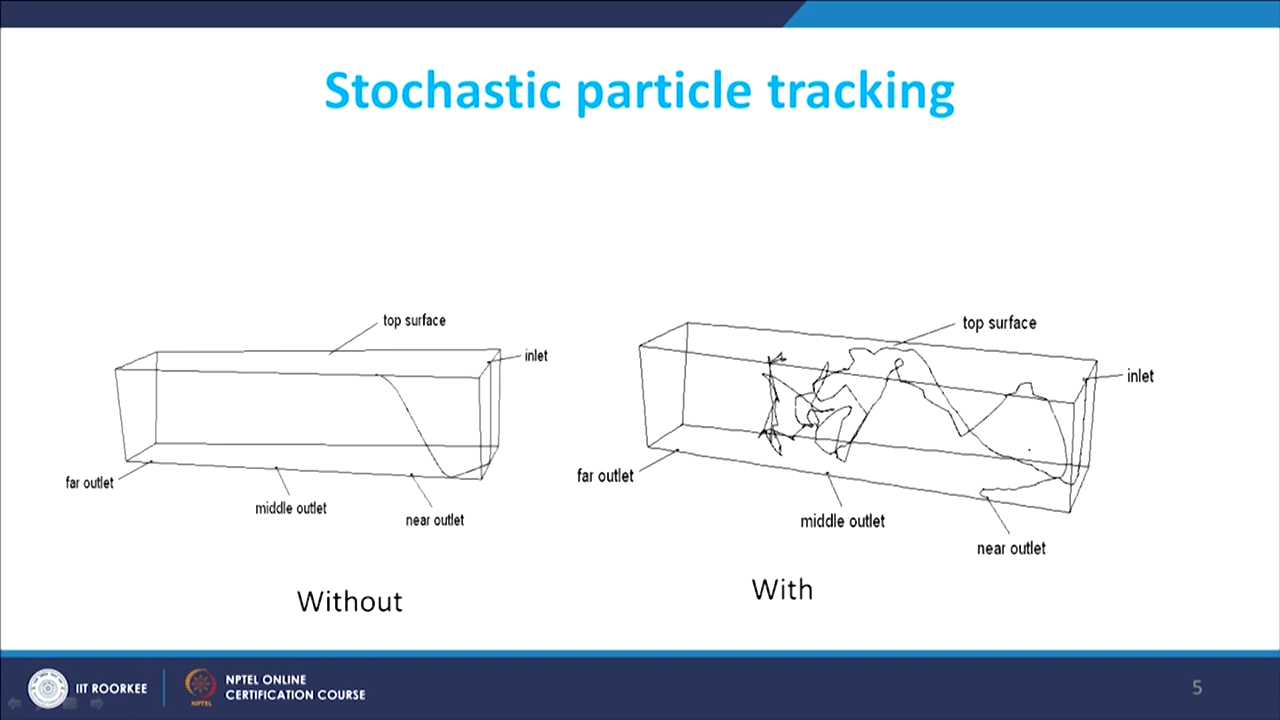 Stochastic particle tracking
top surface
inlet
far outlet
middle outlet
near outlet
Without
top surface
inlet
far outlet
middle outlet
near outlet
With
IIT ROORKEE
NPTEL
NPTEL ONLINE
CERTIFICATION COURSE
5